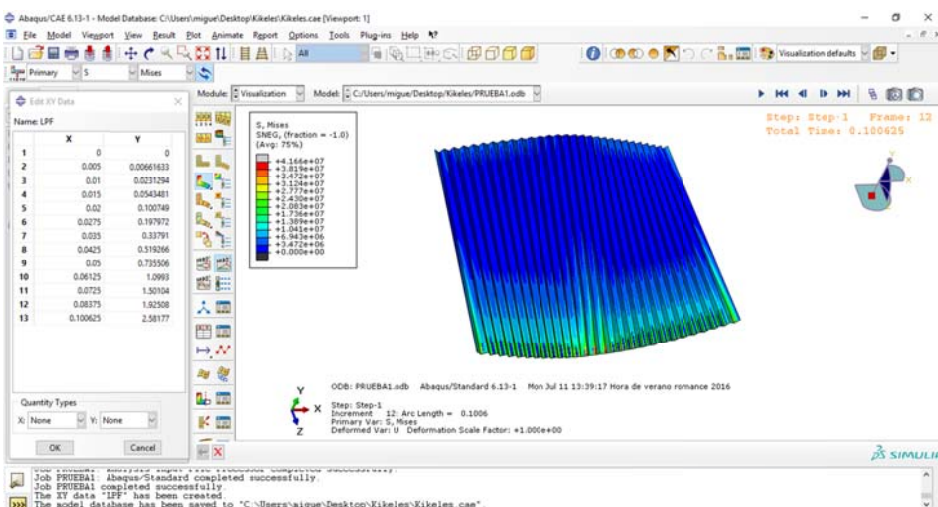 Abaqus/CAE 6.13-1 - Model Database: C:\Users\migue\Desktop\Kikeles\Kikeles.cae [Viewport: 1]
File Model Viewport View Result Plot Animate Report Options Tools Plug-ins Help
All
Visualization defaults
Primary S Mises
Module: Visualization Model: C:/Users/migue/Desktop/Kikeles/PRUEBA1.odb
Edit XY Data
Name: LPF
X Y
1 0 0
2 0.005 0.00661633
3 0.01 0.0231294
4 0.015 0.0543481
5 0.02 0.100749
6 0.0275 0.197972
7 0.035 0.33791
8 0.0425 0.519266
9 0.05 0.735506
10 0.06125 1.0993
11 0.0725 1.50104
12 0.08375 1.92508
13 0.100625 2.58177
Quantity Types
X: None Y: None
OK Cancel
S, Mises
SNEG, (fraction = -1.0)
(Avg: 75%)
+4.166e+07
+3.819e+07
+3.472e+07
+3.124e+07
+2.777e+07
+2.430e+07
+2.083e+07
+1.736e+07
+1.389e+07
+1.041e+07
+6.943e+06
+3.472e+06
+0.000e+00
Step: Step-1 Frame: 12
Total Time: 0.100625
Y
X
Y
X
Z
ODB: PRUEBA1.odb Abaqus/Standard 6.13-1 Mon Jul 11 13:39:17 Hora de verano romance 2016
Step: Step-1
Increment 12: Arc Length = 0.1006
Primary Var: S, Mises
Deformed Var: U Deformation Scale Factor: +1.000e+00
SIMULIA
Job PRUEBA1: Analysis Input File Processor completed successfully.
Job PRUEBA1: Abaqus/Standard completed successfully.
Job PRUEBA1 completed successfully.
The XY data "LPF" has been created.
The model database has been saved to "C:\Users\migue\Desktop\Kikeles\Kikeles.cae".